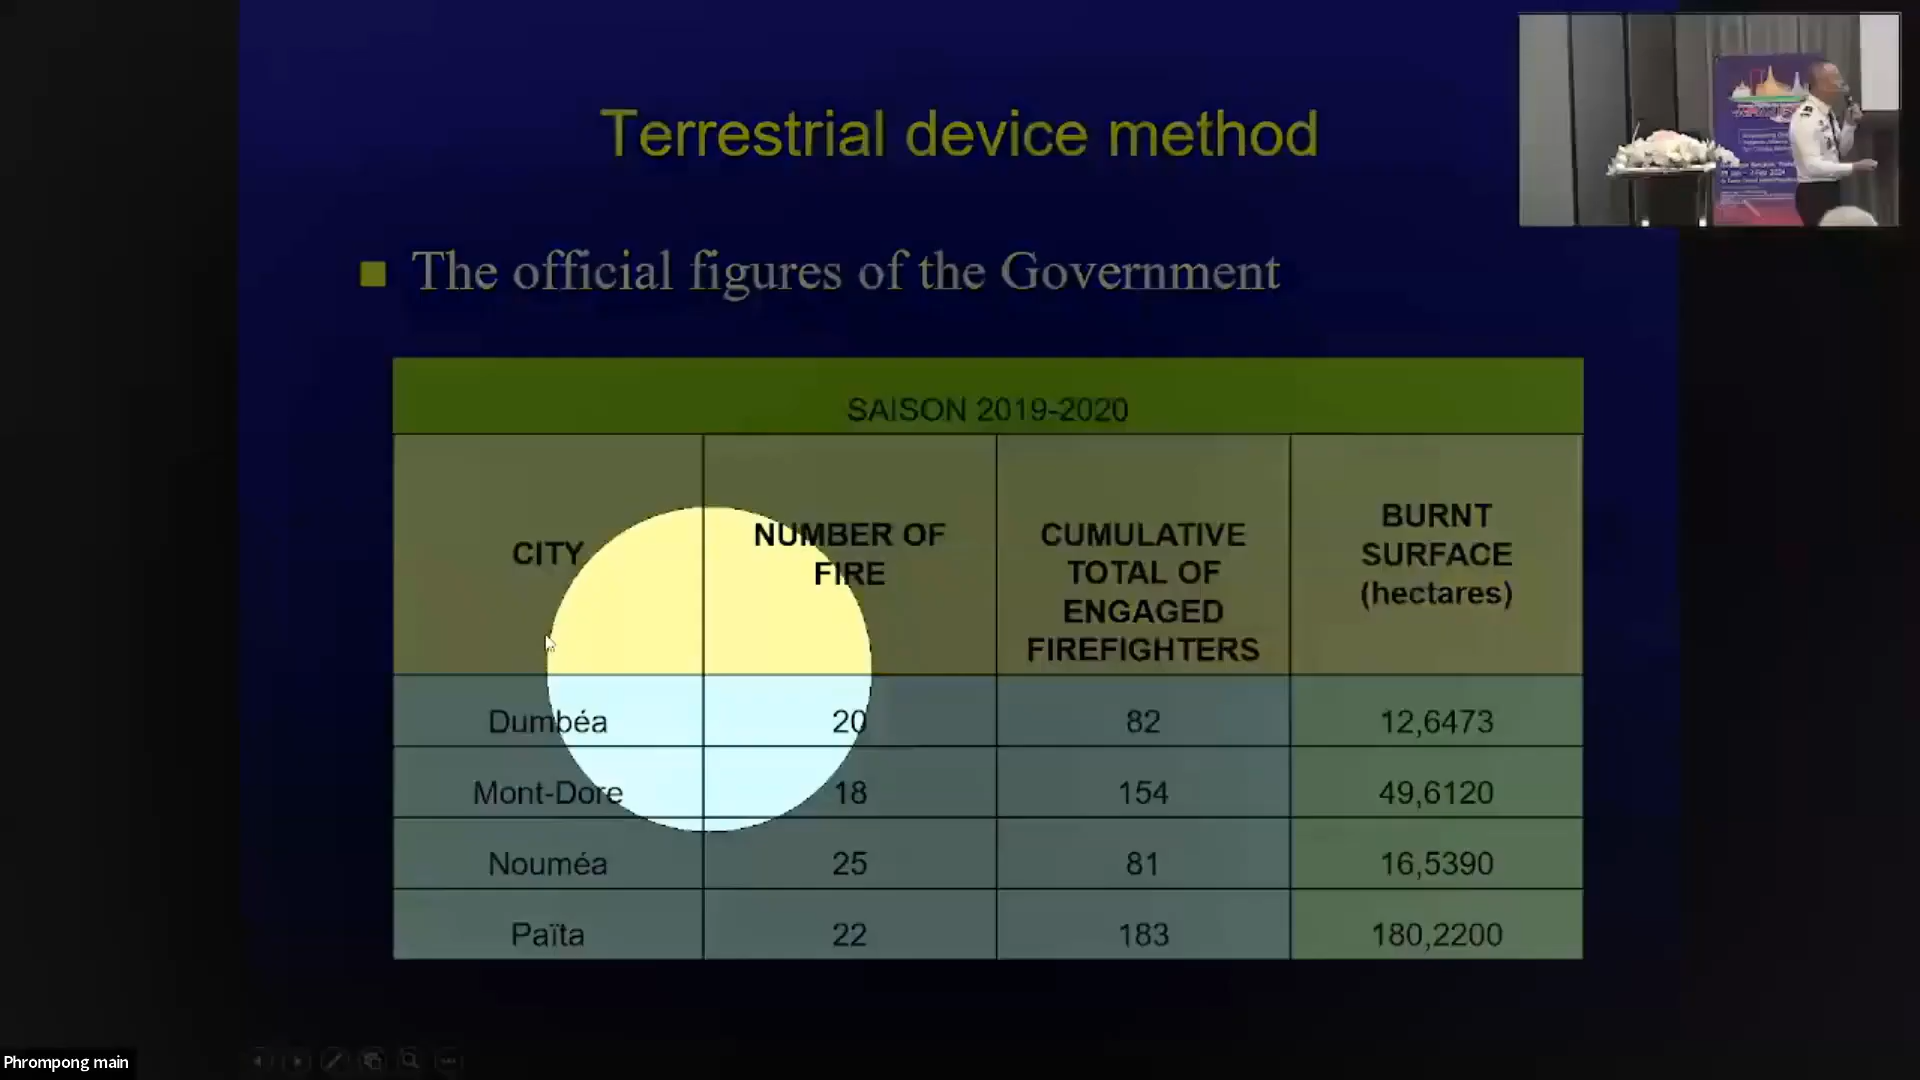 Terrestrial device method
The official figures of the Government
SAISON 2019-2020
CITY
NUMBER OF
FIRE
CUMULATIVE
TOTAL OF
ENGAGED
FIREFIGHTERS
BURNT
SURFACE
(hectares)
Dumbéa 20 82 12,6473
Mont-Dore 18 154 49,6120
Nouméa 25 81 16,5390
Païta 22 183 180,2200
Phrompong main